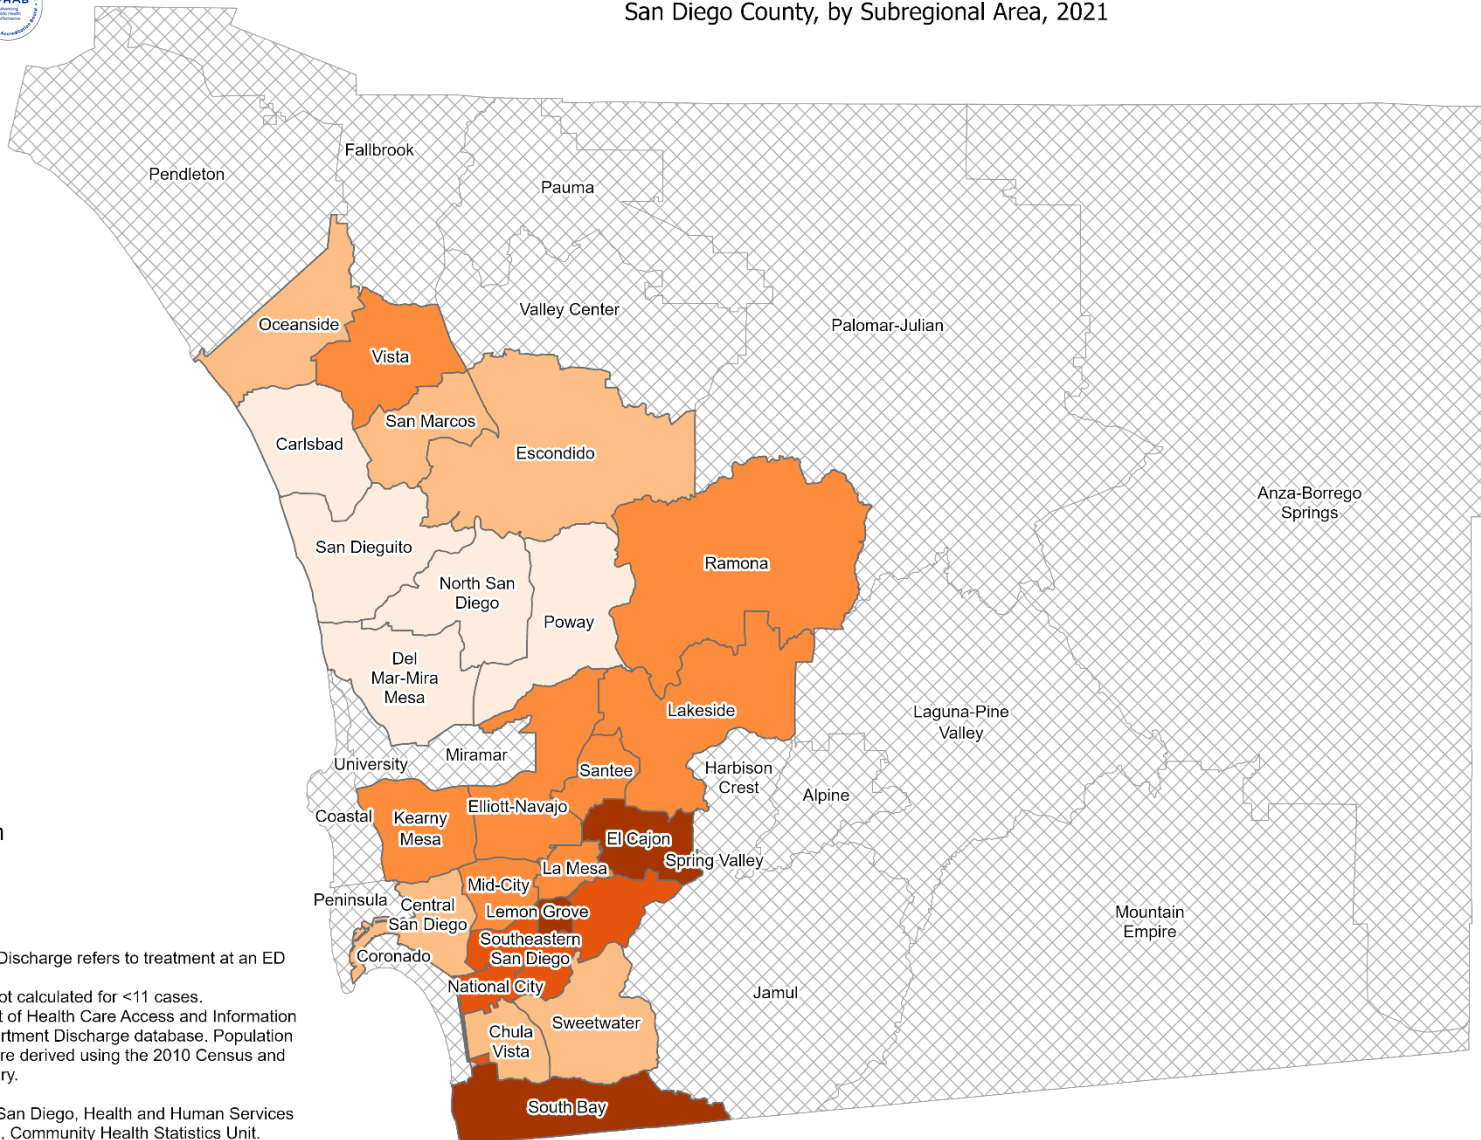 San Diego County, by Subregional Area, 2021
Fallbrook
Pendleton
Pauma
Valley Center
Oceanside
Palomar-Julian
Vista
San Marcos
Carlsbad
Escondido
Anza-Borrego
Springs
San Dieguito
Ramona
North San
Diego
Poway
Del
Mar-Mira
Mesa
Lakeside
Laguna-Pine
Valley
Miramar
University
Santee
Harbison
Crest
Alpine
Elliott-Navajo
Coastal
Kearny
Mesa
El Cajon
Spring Valley
La Mesa
Mid-City
Peninsula
Central
San Diego
Lemon Grove
Mountain
Empire
Southeastern
San Diego
Coronado
National City
Jamul
Sweetwater
Chula
Vista
South Bay
Discharge refers to treatment at an ED
ot calculated for <11 cases.
t of Health Care Access and Information
rtment Discharge database. Population
re derived using the 2010 Census and
ry.
San Diego, Health and Human Services
, Community Health Statistics Unit.